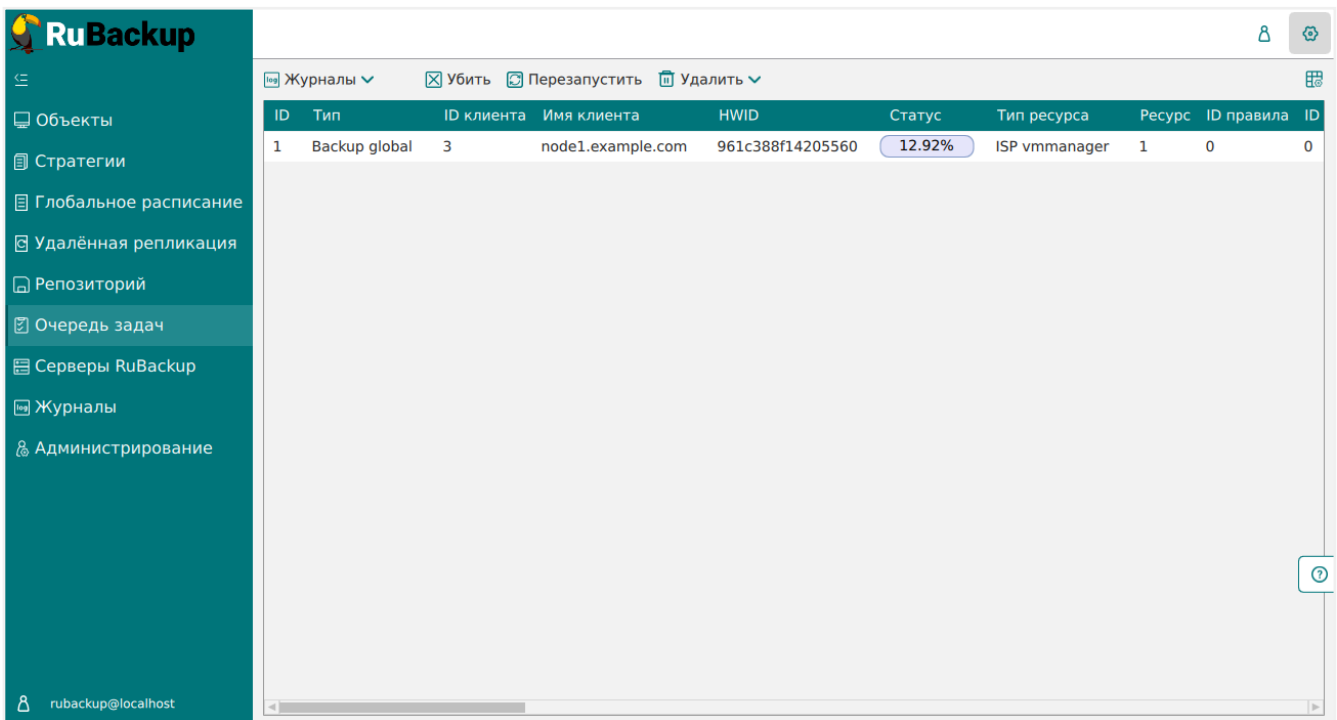 RuBackup
log Журналы Убить Перезапустить Удалить
Объекты
Стратегии
Глобальное расписание
Удалённая репликация
Репозиторий
Очередь задач
Серверы RuBackup
log Журналы
Администрирование
ID Тип ID клиента Имя клиента HWID Статус Тип ресурса Ресурс ID правила ID
1 Backup global 3 node1.example.com 961c388f14205560 12.92% ISP vmmanager 1 0 0
?
rubackup@localhost